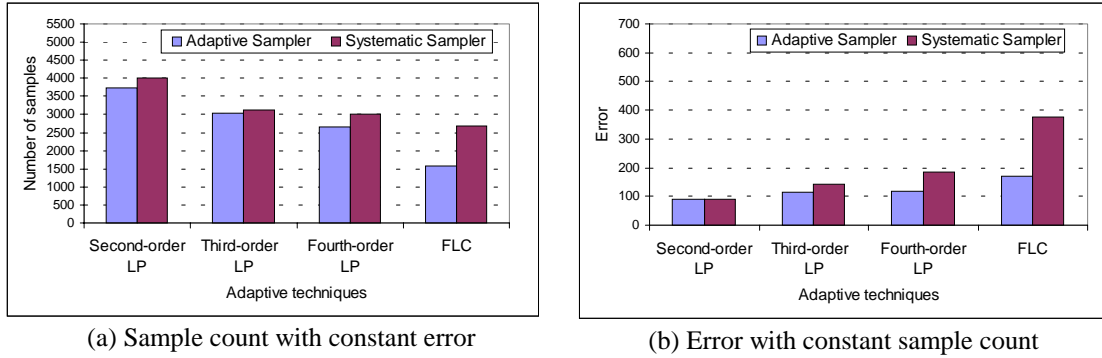 5500
5000
4500
4000
3500
3000
2500
2000
1500
1000
500
0
Number of samples
Adaptive Sampler
Systematic Sampler
Second-order LP
Third-order LP
Fourth-order LP
FLC
Adaptive techniques
(a) Sample count with constant error
700
600
500
400
300
200
100
0
Error
Adaptive Sampler
Systematic Sampler
Second-order LP
Third-order LP
Fourth-order LP
FLC
Adaptive techniques
(b) Error with constant sample count